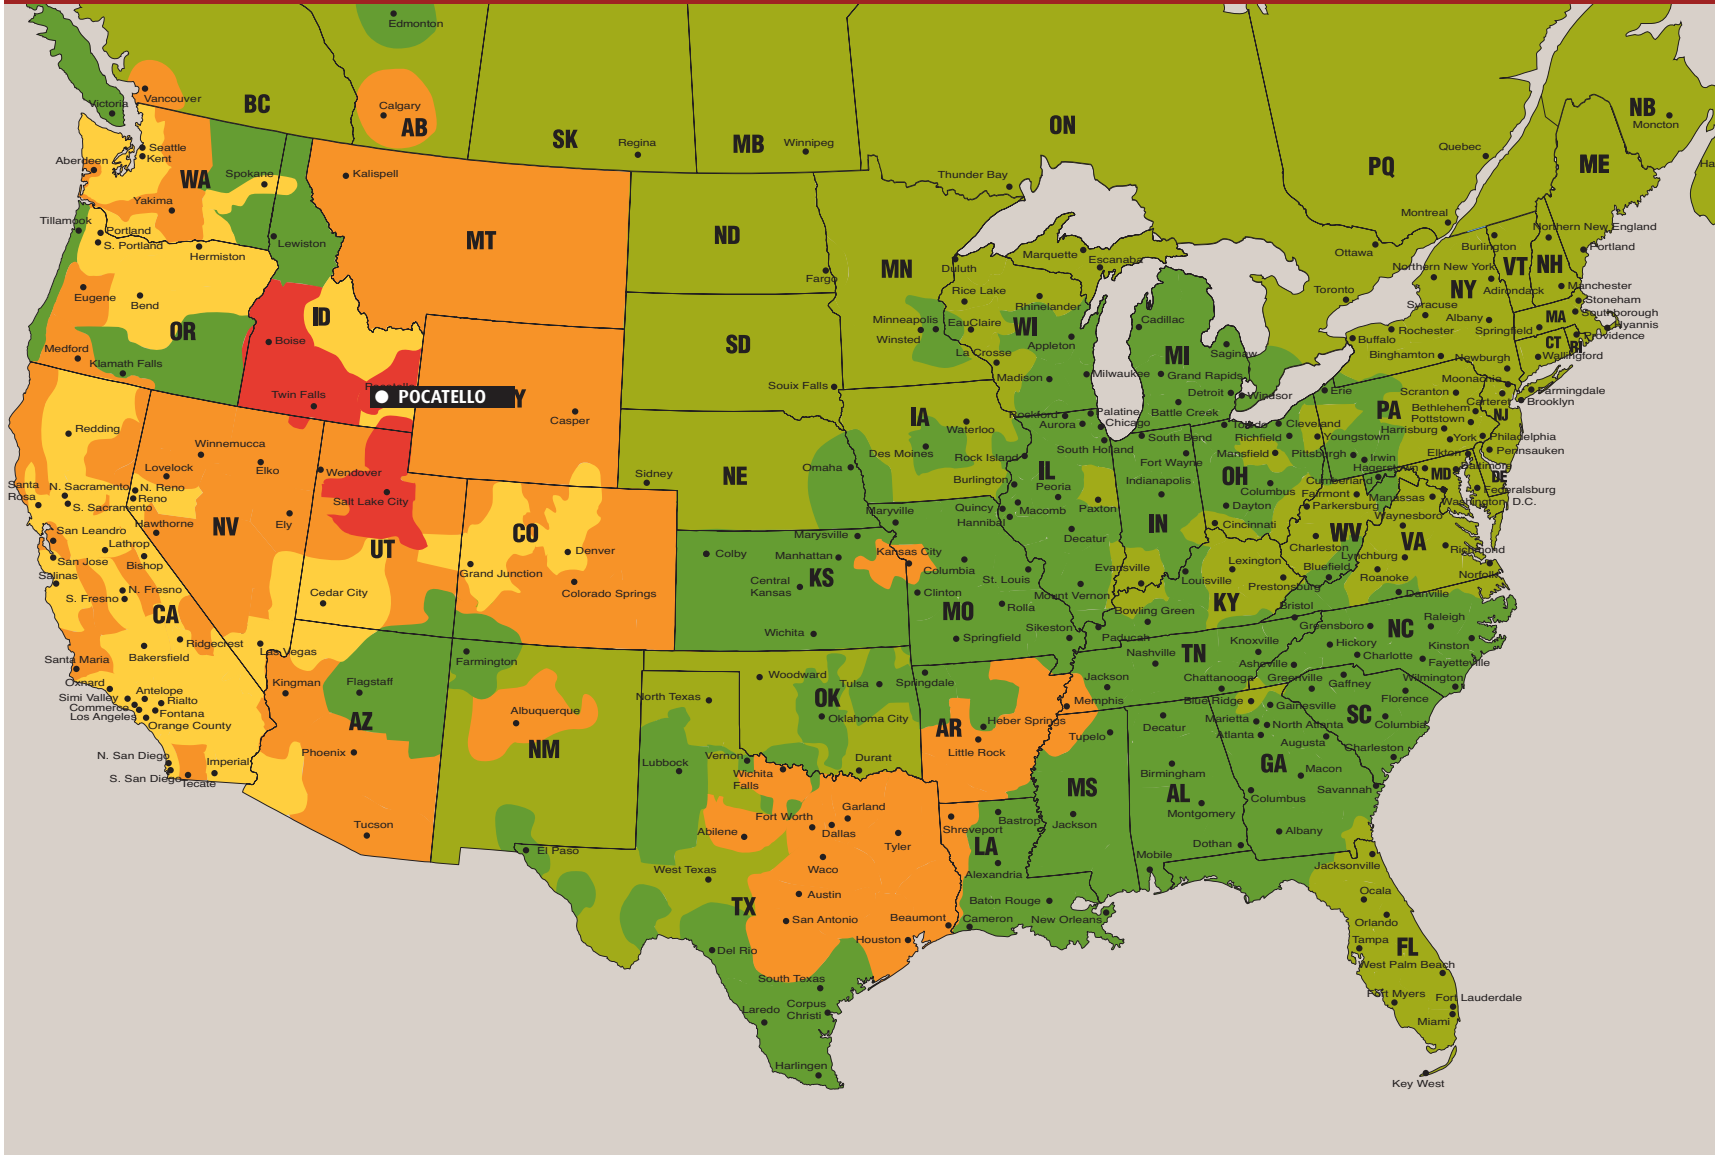 Edmonton
Victoria
Vancouver
BC
Calgary
AB
SK
Regina
MB
Winnipeg
ON
PQ
Quebec
NB
Moncton
Ha
ME
Seattle
Kent
Aberdeen
WA
Spokane
Yakima
Kalispell
Tillamook
Portland
S. Portland
Hermiston
Lewiston
MT
ND
Fargo
Thunder Bay
MN
Duluth
Marquette
Escanaba
Montreal
Ottawa
Toronto
Northern New England
Portland
Burlington
VT
NH
Northern New York
Adirondack
NY
Manchester
Stoneham
Southborough
Hyannis
MA
Syracuse
Albany
Springfield
Rochester
Buffalo
CT
RI
Providence
Wallingford
Binghamton
Newburgh
Eugene
Bend
OR
ID
Boise
Medford
Klamath Falls
Twin Falls
Pocatello
POCATELLO
Y
Casper
SD
Souix Falls
Minneapolis
Winsted
Rice Lake
EauClaire
Rhinelander
WI
La Crosse
Appleton
Madison
Milwaukee
Cadillac
MI
Saginaw
Grand Rapids
Detroit
Windsor
Battle Creek
Erie
Scranton
Moonachie
Farmingdale
Brooklyn
Carteret
NJ
PA
Bethlehem
Pottstown
Harrisburg
York
Philadelphia
Pennsauken
Elkton
Redding
Winnemucca
Elko
Lovelock
Wendover
Salt Lake City
Santa
Rosa
N. Sacramento
S. Sacramento
N. Reno
Reno
Hawthorne
NV
Ely
UT
San Leandro
Lathrop
San Jose
Bishop
Salinas
N. Fresno
S. Fresno
CA
Cedar City
Ridgecrest
Bakersfield
Las Vegas
Santa Maria
Oxnard
Simi Valley
Commerce
Los Angeles
Antelope
Rialto
Fontana
Orange County
N. San Diego
S. San Diego
Tecate
Imperial
Kingman
Flagstaff
AZ
Phoenix
Tucson
CO
Denver
Grand Junction
Colorado Springs
Farmington
Albuquerque
NM
El Paso
Sidney
NE
Omaha
IA
Waterloo
Des Moines
Rock Island
Rockford
Aurora
Palatine
Chicago
South Holland
South Bend
Fort Wayne
Toledo
Cleveland
Richfield
Youngstown
Mansfield
Pittsburgh
Irwin
Hagerstown
Cumberland
MD
Baltimore
DE
Federalsburg
Washington D.C.
Manassas
Burlington
IL
Peoria
Quincy
Hannibal
Macomb
Paxton
Decatur
Indianapolis
IN
OH
Columbus
Dayton
Cincinnati
Fairmont
Parkersburg
WV
Charleston
Waynesboro
VA
Lynchburg
Richmond
Roanoke
Norfolk
Danville
Bluefield
Prestonsburg
Colby
Maryville
Marysville
Manhattan
Kansas City
Central
Kansas
KS
Wichita
Columbia
Clinton
MO
St. Louis
Rolla
Springfield
Mount Vernon
Sikeston
Evansville
Louisville
Lexington
KY
Bowling Green
Paducah
Bristol
Nashville
TN
Knoxville
Asheville
Jackson
Memphis
Chattanooga
Greensboro
Hickory
Charlotte
NC
Raleigh
Kinston
Fayetteville
Wilmington
Greenville
Gaffney
Florence
SC
Columbia
Charleston
Woodward
Tulsa
OK
Oklahoma City
North Texas
Springdale
AR
Heber Springs
Little Rock
Tupelo
Decatur
Birmingham
AL
Montgomery
Blue Ridge
Gainesville
Marietta
North Atlanta
Atlanta
Augusta
GA
Macon
Savannah
Columbus
Albany
Dothan
Mobile
MS
Jackson
Lubbock
Vernon
Wichita
Falls
Durant
Fort Worth
Garland
Dallas
Abilene
Tyler
Waco
West Texas
TX
Austin
San Antonio
Beaumont
Houston
Del Rio
South Texas
Corpus
Christi
Laredo
Harlingen
Shreveport
Bastrop
LA
Alexandria
Baton Rouge
Cameron
New Orleans
Jacksonville
Ocala
Orlando
Tampa
FL
West Palm Beach
Fort Myers
Fort Lauderdale
Miami
Key West